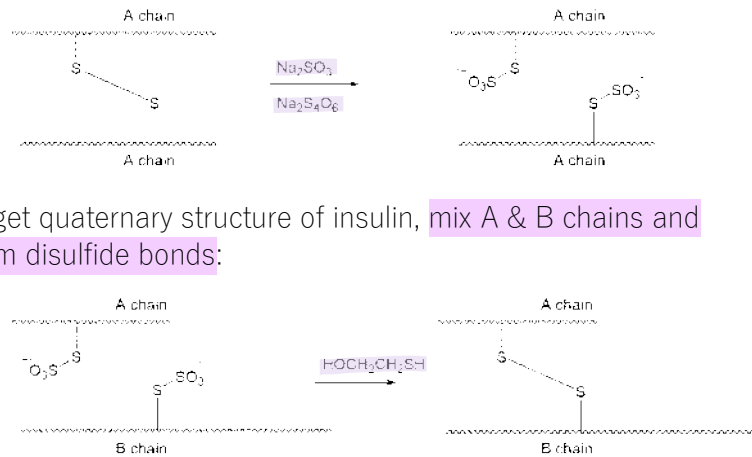 A chain A chain
S S
Na₂SO₃
⁻O₃S SO₃⁻
S S
Na₂S₄O₆
A chain A chain
get quaternary structure of insulin, mix A & B chains and
m disulfide bonds:
A chain A chain
S S
⁻O₃S SO₃⁻
HOCH₂CH₂SH
S S
B chain B chain